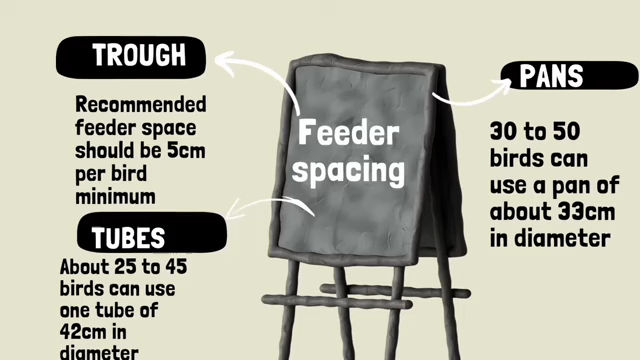 TROUGH
Recommended
feeder space
should be 5cm
per bird
minimum
TUBES
About 25 to 45
birds can use
one tube of
42cm in
diameter
Feeder
spacing
PANS
30 to 50
birds can
use a pan of
about 33cm
in diameter